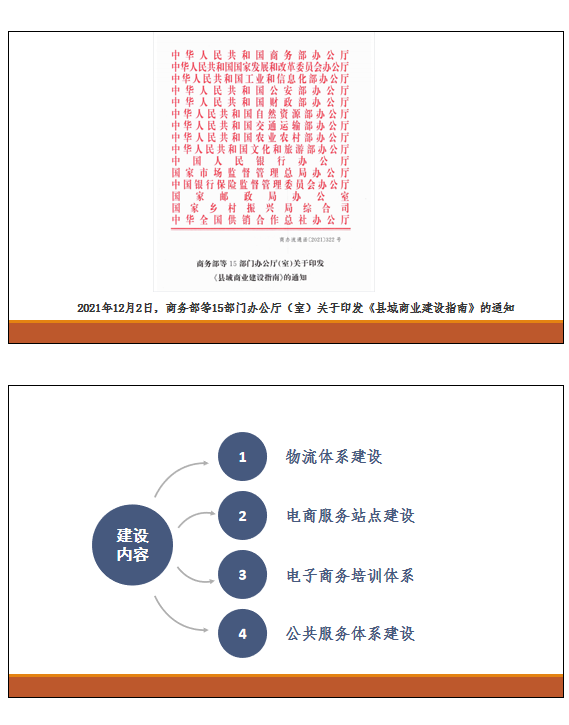 中华人民共和国商务部办公厅
中华人民共和国国家发展和改革委员会办公厅
中华人民共和国工业和信息化部办公厅
中华人民共和国公安部办公厅
中华人民共和国财政部办公厅
中华人民共和国自然资源部办公厅
中华人民共和国交通运输部办公厅
中华人民共和国农业农村部办公厅
中华人民共和国文化和旅游部办公厅
中国人民银行办公厅
国家市场监督管理总局办公厅
中国银行保险监督管理委员会办公厅
国家邮政局办公室
国家乡村振兴局综合司
中华全国供销合作总社办公厅
商办流通函〔2021〕322号
商务部等15部门办公厅(室)关于印发
《县域商业建设指南》的通知
2021年12月2日，商务部等15部门办公厅（室）关于印发《县域商业建设指南》的通知
建设
内容
1 物流体系建设
2 电商服务站点建设
3 电子商务培训体系
4 公共服务体系建设